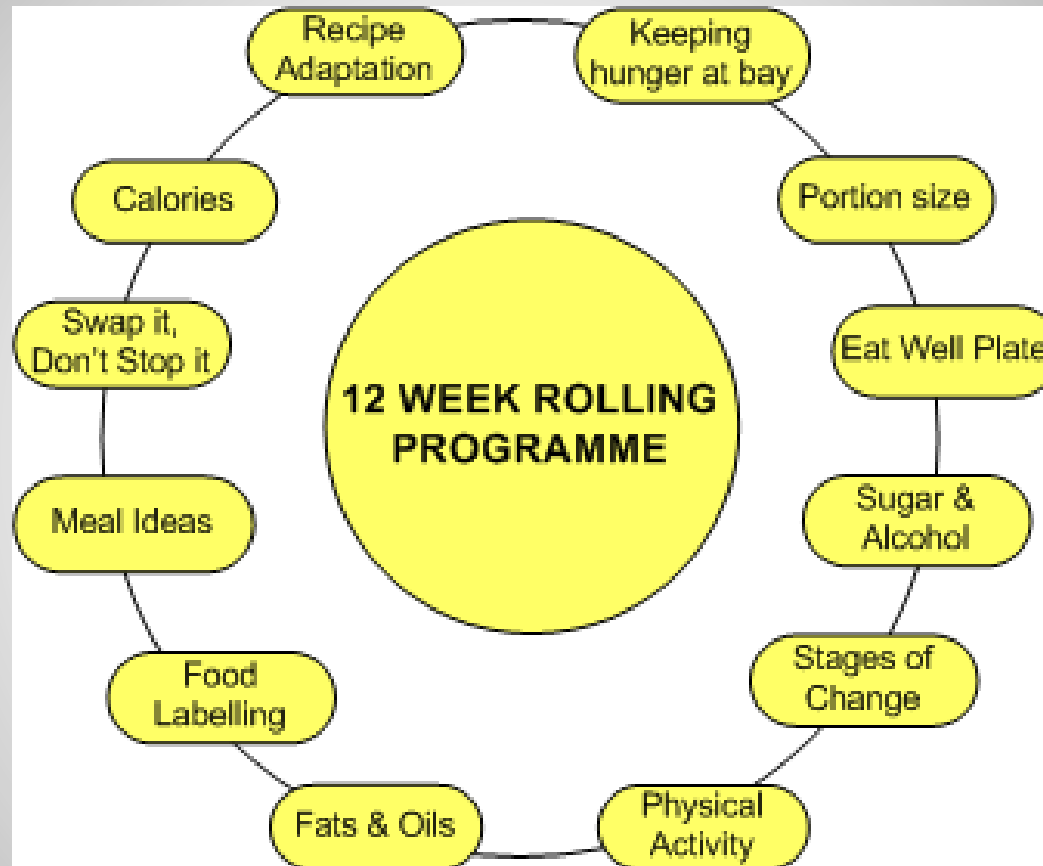 Recipe
Adaptation
Keeping
hunger at bay
Calories
Portion size
Swap it,
Don't Stop it
Eat Well Plate
12 WEEK ROLLING
PROGRAMME
Meal Ideas
Sugar &
Alcohol
Food
Labelling
Stages of
Change
Fats & Oils
Physical
Activity